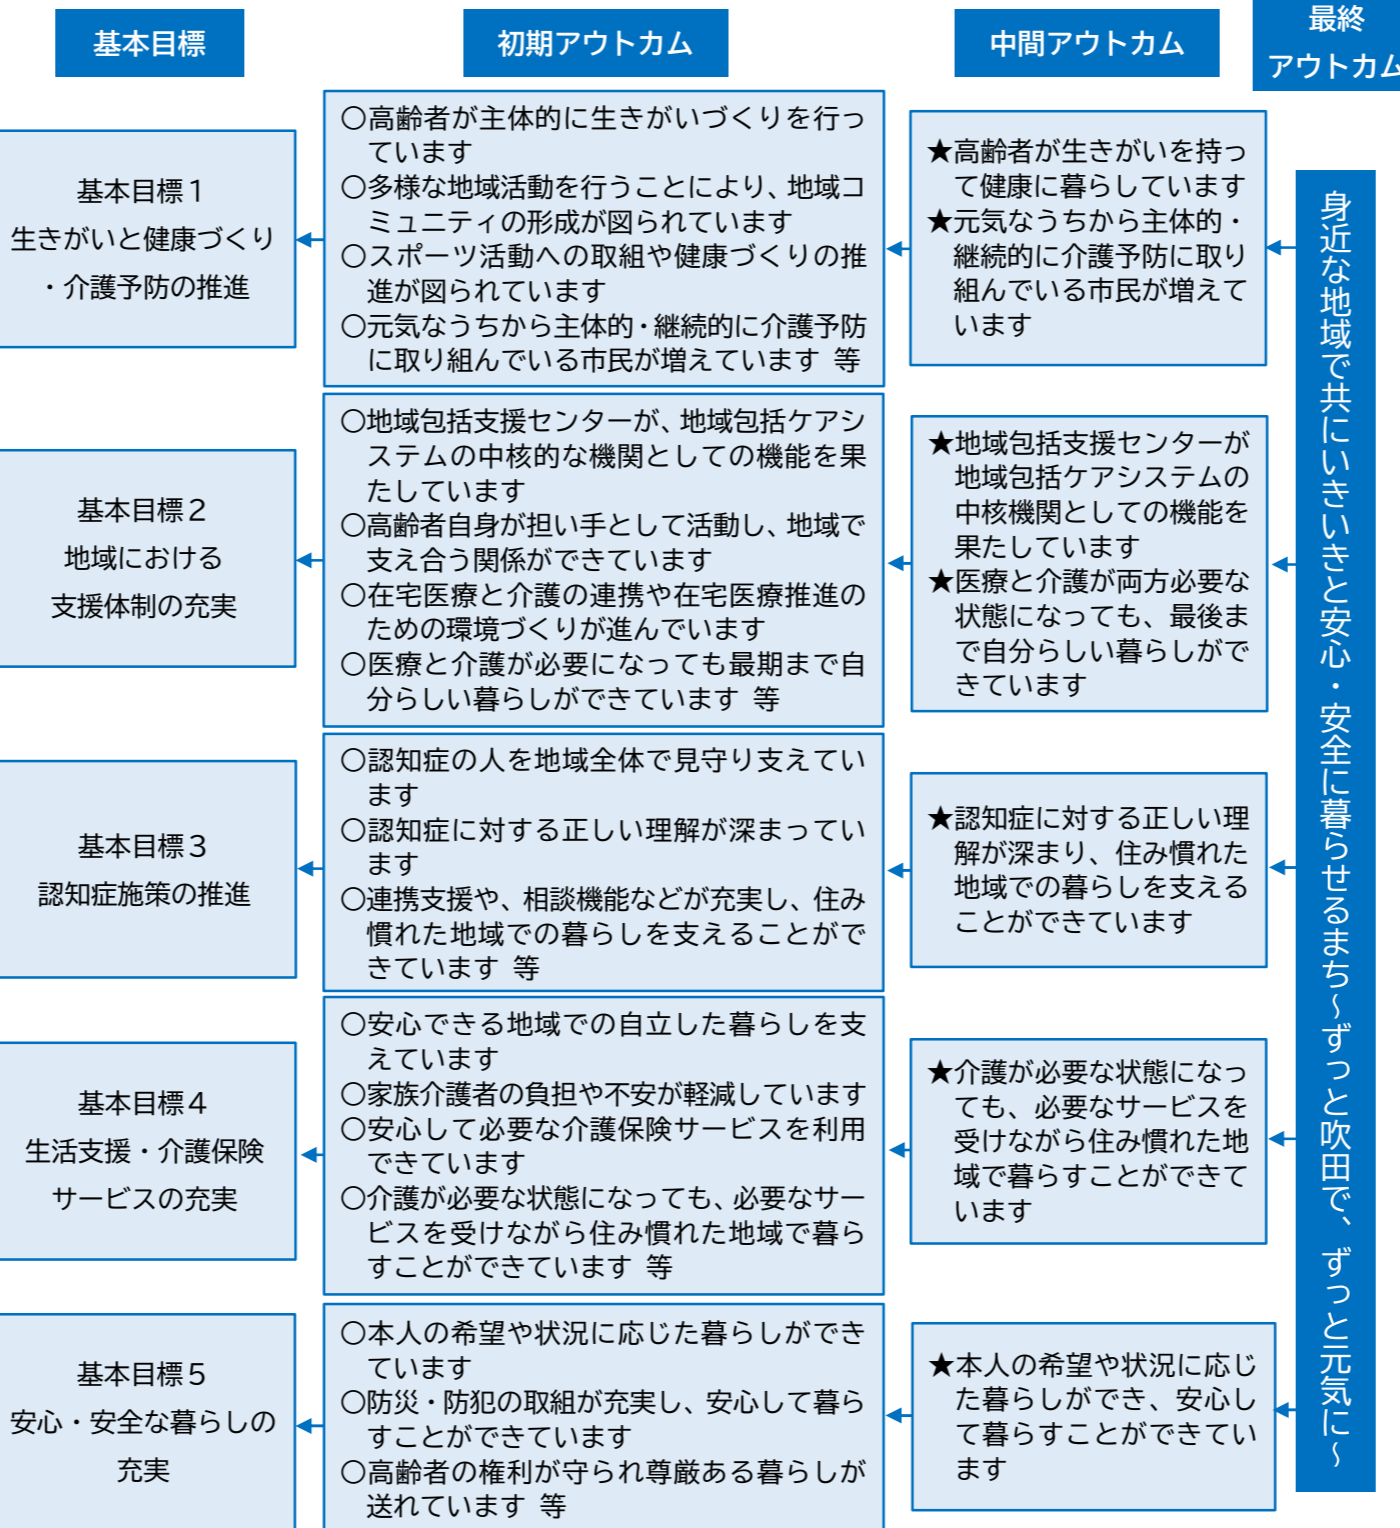 基本目標
初期アウトカム
中間アウトカム
最終
アウトカム
基本目標１
生きがいと健康づくり
・介護予防の推進
〇高齢者が主体的に生きがいづくりを行っ
ています
〇多様な地域活動を行うことにより、地域コ
ミュニティの形成が図られています
〇スポーツ活動への取組や健康づくりの推
進が図られています
〇元気なうちから主体的・継続的に介護予防
に取り組んでいる市民が増えています 等
★高齢者が生きがいを持っ
て健康に暮らしています
★元気なうちから主体的・
継続的に介護予防に取り
組んでいる市民が増えて
います
基本目標２
地域における
支援体制の充実
〇地域包括支援センターが、地域包括ケアシ
ステムの中核的な機関としての機能を果
たしています
〇高齢者自身が担い手として活動し、地域で
支え合う関係ができています
〇在宅医療と介護の連携や在宅医療推進の
ための環境づくりが進んでいます
〇医療と介護が必要になっても最期まで自
分らしい暮らしができています 等
★地域包括支援センターが
地域包括ケアシステムの
中核機関としての機能を
果たしています
★医療と介護が両方必要な
状態になっても、最後ま
で自分らしい暮らしがで
きています
基本目標３
認知症施策の推進
〇認知症の人を地域全体で見守り支えてい
ます
〇認知症に対する正しい理解が深まってい
ます
〇連携支援や、相談機能などが充実し、住み
慣れた地域での暮らしを支えることがで
きています 等
★認知症に対する正しい理
解が深まり、住み慣れた
地域での暮らしを支える
ことができています
基本目標４
生活支援・介護保険
サービスの充実
〇安心できる地域での自立した暮らしを支
えています
〇家族介護者の負担や不安が軽減しています
〇安心して必要な介護保険サービスを利用
できています
〇介護が必要な状態になっても、必要なサー
ビスを受けながら住み慣れた地域で暮ら
すことができています 等
★介護が必要な状態になっ
ても、必要なサービスを
受けながら住み慣れた地
域で暮らすことができて
います
基本目標５
安心・安全な暮らしの
充実
〇本人の希望や状況に応じた暮らしができ
ています
〇防災・防犯の取組が充実し、安心して暮ら
すことができています
〇高齢者の権利が守られ尊厳ある暮らしが
送れています 等
★本人の希望や状況に応じ
た暮らしができ、安心し
て暮らすことができてい
ます
身近な地域で共にいきいきと安心・安全に暮らせるまち～ずっと吹田で、ずっと元気に～